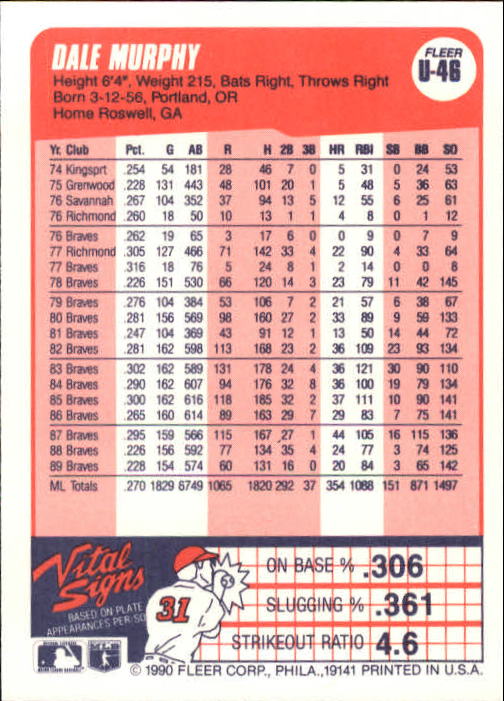 DALE MURPHY
FLEER
U-46
Height 6'4", Weight 215, Bats Right, Throws Right
Born 3-12-56, Portland, OR
Home Roswell, GA
Yr. Club Pct. G AB R H 2B 3B HR RBI SB BB SO
74 Kingsprt .254 54 181 28 46 7 0 5 31 0 24 53
75 Grenwood .228 131 443 48 101 20 1 5 48 5 36 63
76 Savannah .267 104 352 37 94 13 5 12 55 6 25 61
76 Richmond .260 18 50 10 13 1 1 4 8 0 1 12
76 Braves .262 19 65 3 17 6 0 0 9 0 7 9
77 Richmond .305 127 466 71 142 33 4 22 90 4 33 64
77 Braves .316 18 76 5 24 8 1 2 14 0 0 8
78 Braves .226 151 530 66 120 14 3 23 79 11 42 145
79 Braves .276 104 384 53 106 7 2 21 57 6 38 67
80 Braves .281 156 569 98 160 27 2 33 89 9 59 133
81 Braves .247 104 369 43 91 12 1 13 50 14 44 72
82 Braves .281 162 598 113 168 23 2 36 109 23 93 134
83 Braves .302 162 589 131 178 24 4 36 121 30 90 110
84 Braves .290 162 607 94 176 32 8 36 100 19 79 134
85 Braves .300 162 616 118 185 32 2 37 111 10 90 141
86 Braves .265 160 614 89 163 29 7 29 83 7 75 141
87 Braves .295 159 566 115 167 27 1 44 105 16 115 136
88 Braves .226 156 592 77 134 35 4 24 77 3 74 125
89 Braves .228 154 574 60 131 16 0 20 84 3 65 142
ML Totals .270 1829 6749 1065 1820 292 37 354 1088 151 871 1497
Vital Signs
BASED ON PLATE
APPEARANCES PER/SO
31
ON BASE % .306
SLUGGING % .361
STRIKEOUT RATIO 4.6
© 1990 FLEER CORP., PHILA., 19141 PRINTED IN U.S.A.